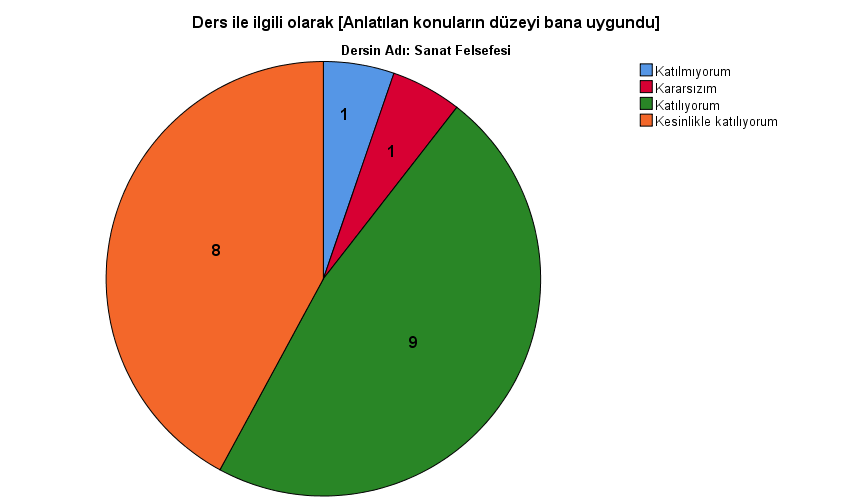 Ders ile ilgili olarak [Anlatılan konuların düzeyi bana uygundu]
Dersin Adı: Sanat Felsefesi
Katılmıyorum
Kararsızım
Katılıyorum
Kesinlikle katılıyorum
1
1
8
9